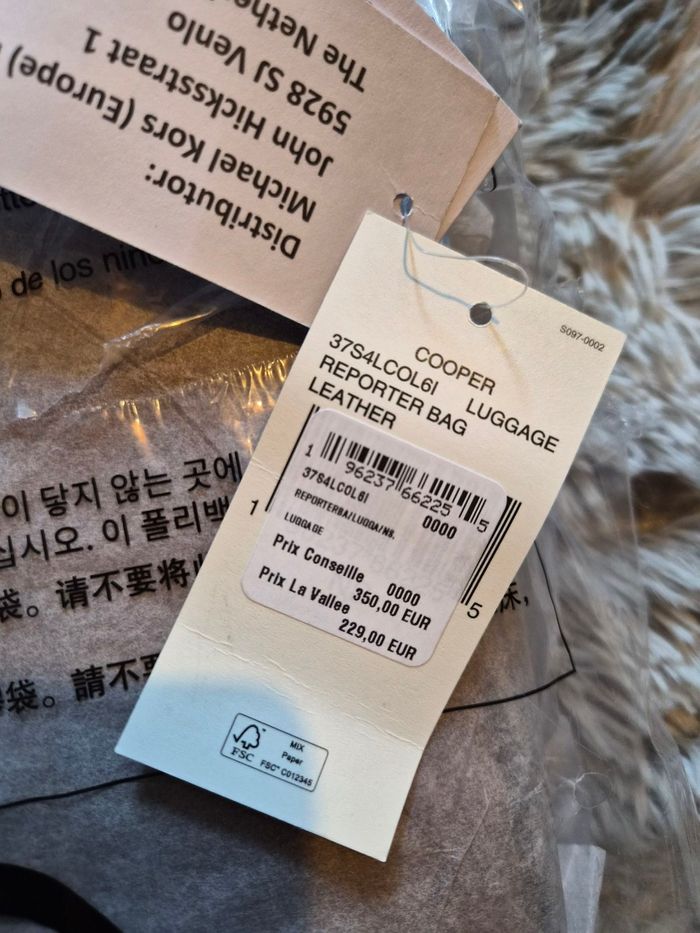 Distributor:
Michael Kors (Europe)
John Hicksstraat 1
5928 SJ Venlo
The Nethe
de los niño
S097-0002
COOPER
37S4LCOL6I LUGGAGE
REPORTER BAG
LEATHER
1 96237 66225 5
37S4LCOL6I 0000
REPORTERBA/LUGGA/NS.
LUGGAGE
0000
Prix Conseille 350,00 EUR
Prix La Vallee 229,00 EUR
1 5
MIX
Paper
FSC
FSC® C012345
이 닿지 않는 곳에
십시오. 이 폴리백
袋。请不要将
袋。請不要